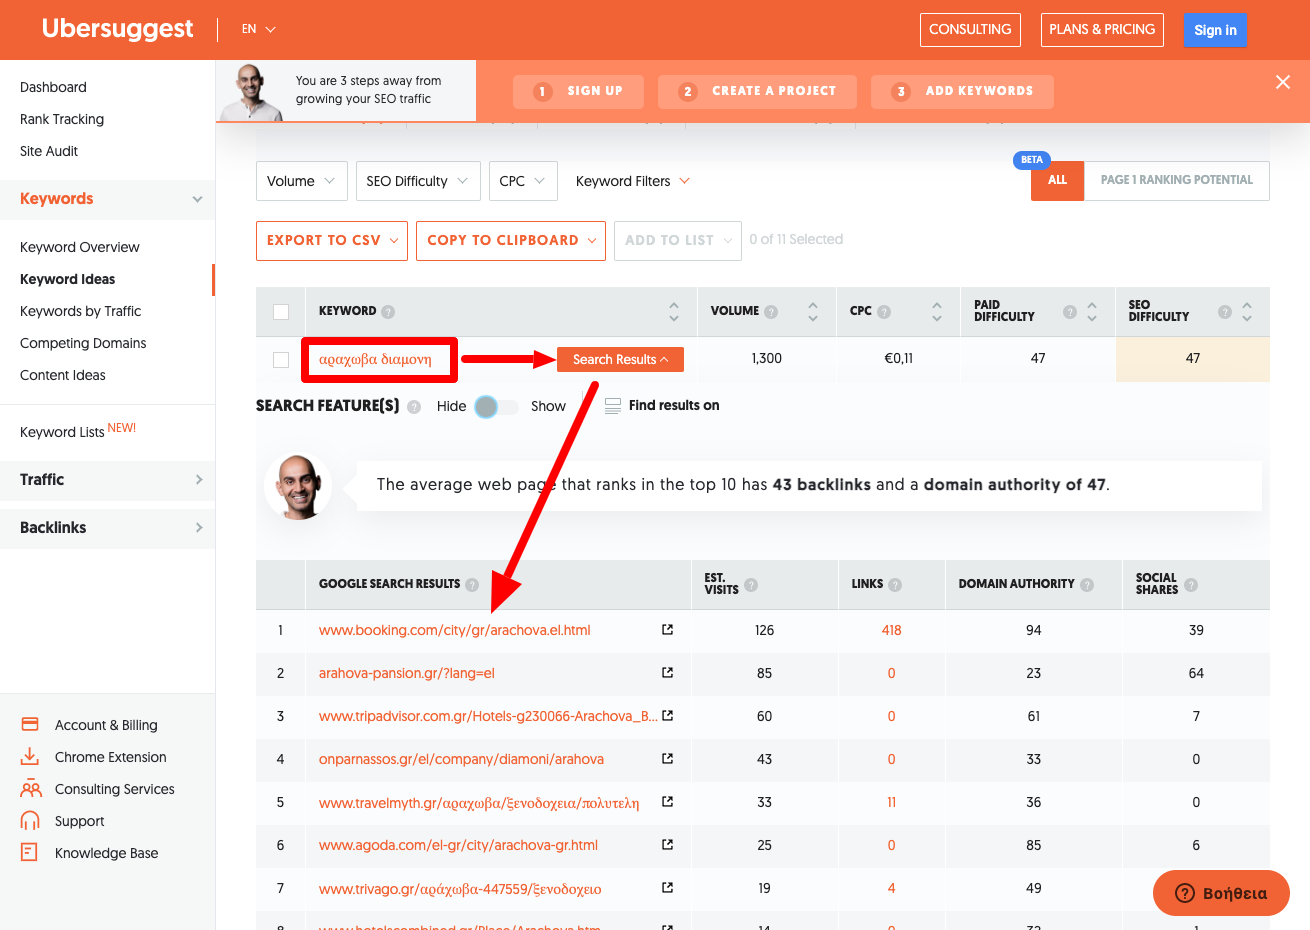 Ubersuggest
EN
CONSULTING
PLANS & PRICING
Sign in
You are 3 steps away from
growing your SEO traffic
1 SIGN UP
2 CREATE A PROJECT
3 ADD KEYWORDS
Dashboard
Rank Tracking
Site Audit
Keywords
Keyword Overview
Keyword Ideas
Keywords by Traffic
Competing Domains
Content Ideas
Keyword Lists NEW!
Traffic
Backlinks
Account & Billing
Chrome Extension
Consulting Services
Support
Knowledge Base
Volume
SEO Difficulty
CPC
Keyword Filters
BETA
ALL
PAGE 1 RANKING POTENTIAL
EXPORT TO CSV
COPY TO CLIPBOARD
ADD TO LIST
0 of 11 Selected
KEYWORD ? VOLUME ? CPC ? PAID DIFFICULTY ? SEO DIFFICULTY ?
αραχωβα διαμονη Search Results 1,300 €0,11 47 47
SEARCH FEATURE(S) ? Hide Show Find results on
The average web page that ranks in the top 10 has 43 backlinks and a domain authority of 47.
GOOGLE SEARCH RESULTS ? EST. VISITS ? LINKS ? DOMAIN AUTHORITY ? SOCIAL SHARES ?
1 www.booking.com/city/gr/arachova.el.html 126 418 94 39
2 arahova-pansion.gr/?lang=el 85 0 23 64
3 www.tripadvisor.com.gr/Hotels-g230066-Arachova_B... 60 0 61 7
4 onparnassos.gr/el/company/diamoni/arahova 43 0 33 0
5 www.travelmyth.gr/αραχωβα/ξενοδοχεια/πολυτελη 33 11 36 0
6 www.agoda.com/el-gr/city/arachova-gr.html 25 0 85 6
7 www.trivago.gr/αράχωβα-447559/ξενοδοχειο 19 4 49
8 www.hotelscombined.gr/Place/Arachova.htm 14 0 32 1
? Βοήθεια